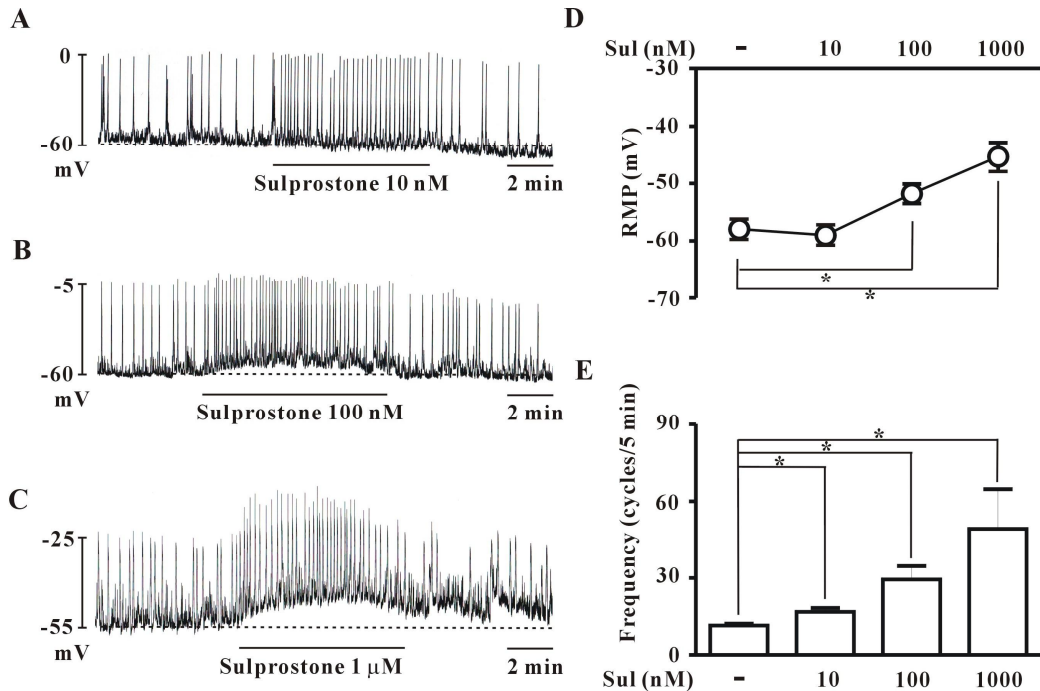 A
0
-60
mV
Sulprostone 10 nM
2 min
B
-5
-60
mV
Sulprostone 100 nM
2 min
C
-25
-55
mV
Sulprostone 1 μM
2 min
D
Sul (nM) - 10 100 1000
RMP (mV)
-30
-40
-50
-60
-70
*
*
E
Frequency (cycles/5 min)
90
60
30
0
*
*
*
Sul (nM) - 10 100 1000